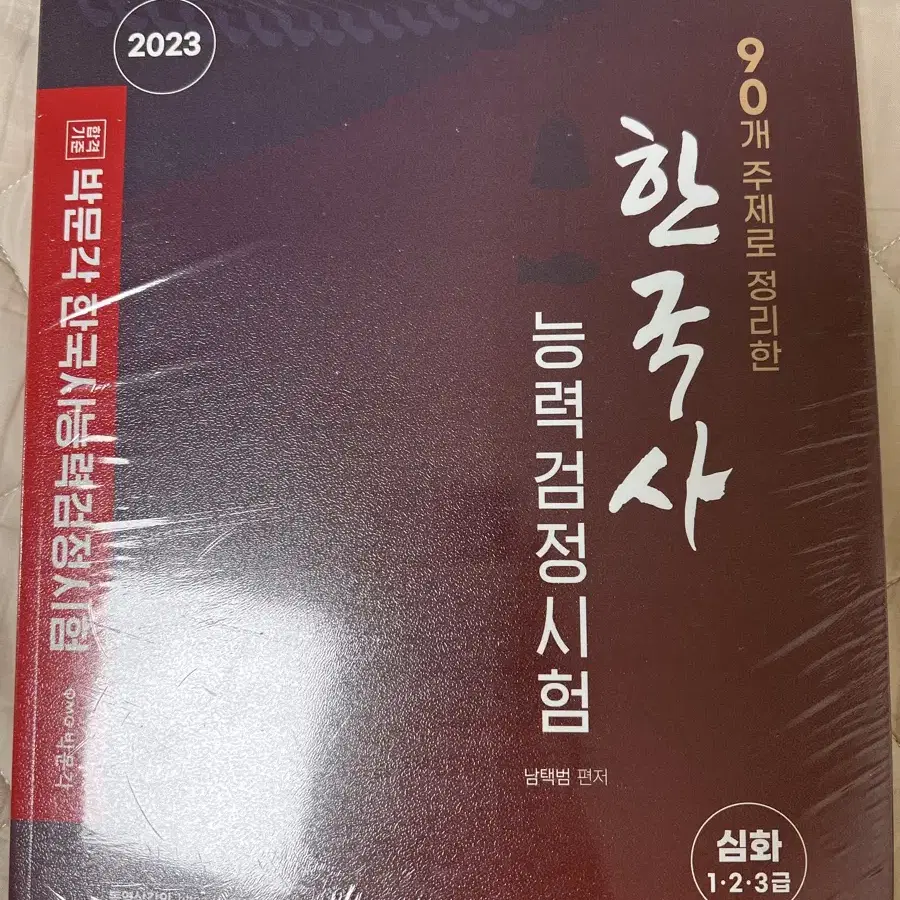 2023
90개 주제로 정리한
한국사
능력검정시험
남택범 편저
심화
1·2·3급
합격
기준
박문각 한국사능력검정시험
PMG 박문각